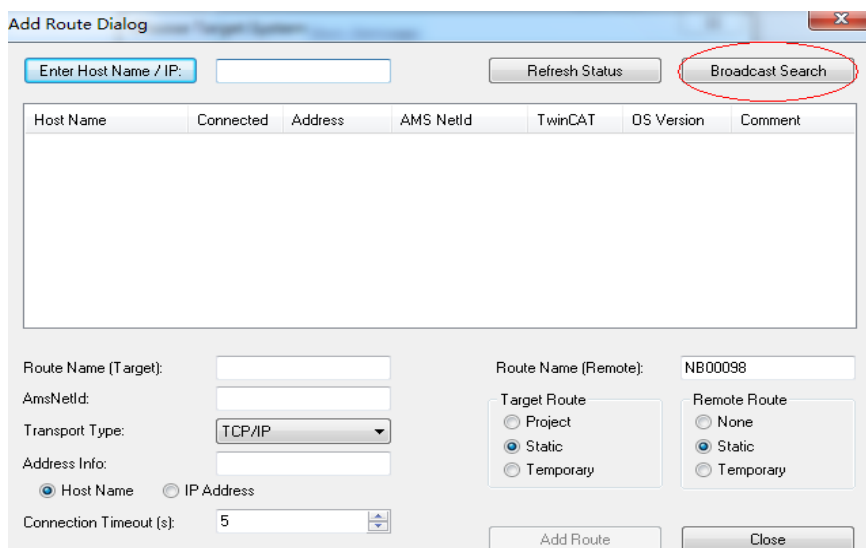 Add Route Dialog
Enter Host Name / IP: Refresh Status Broadcast Search
Host Name Connected Address AMS NetId TwinCAT OS Version Comment
Route Name (Target): Route Name (Remote): NB00098
AmsNetId: Target Route Remote Route
Transport Type: TCP/IP Project None
Static Static
Address Info: Temporary Temporary
Host Name IP Address
Connection Timeout (s): 5
Add Route Close